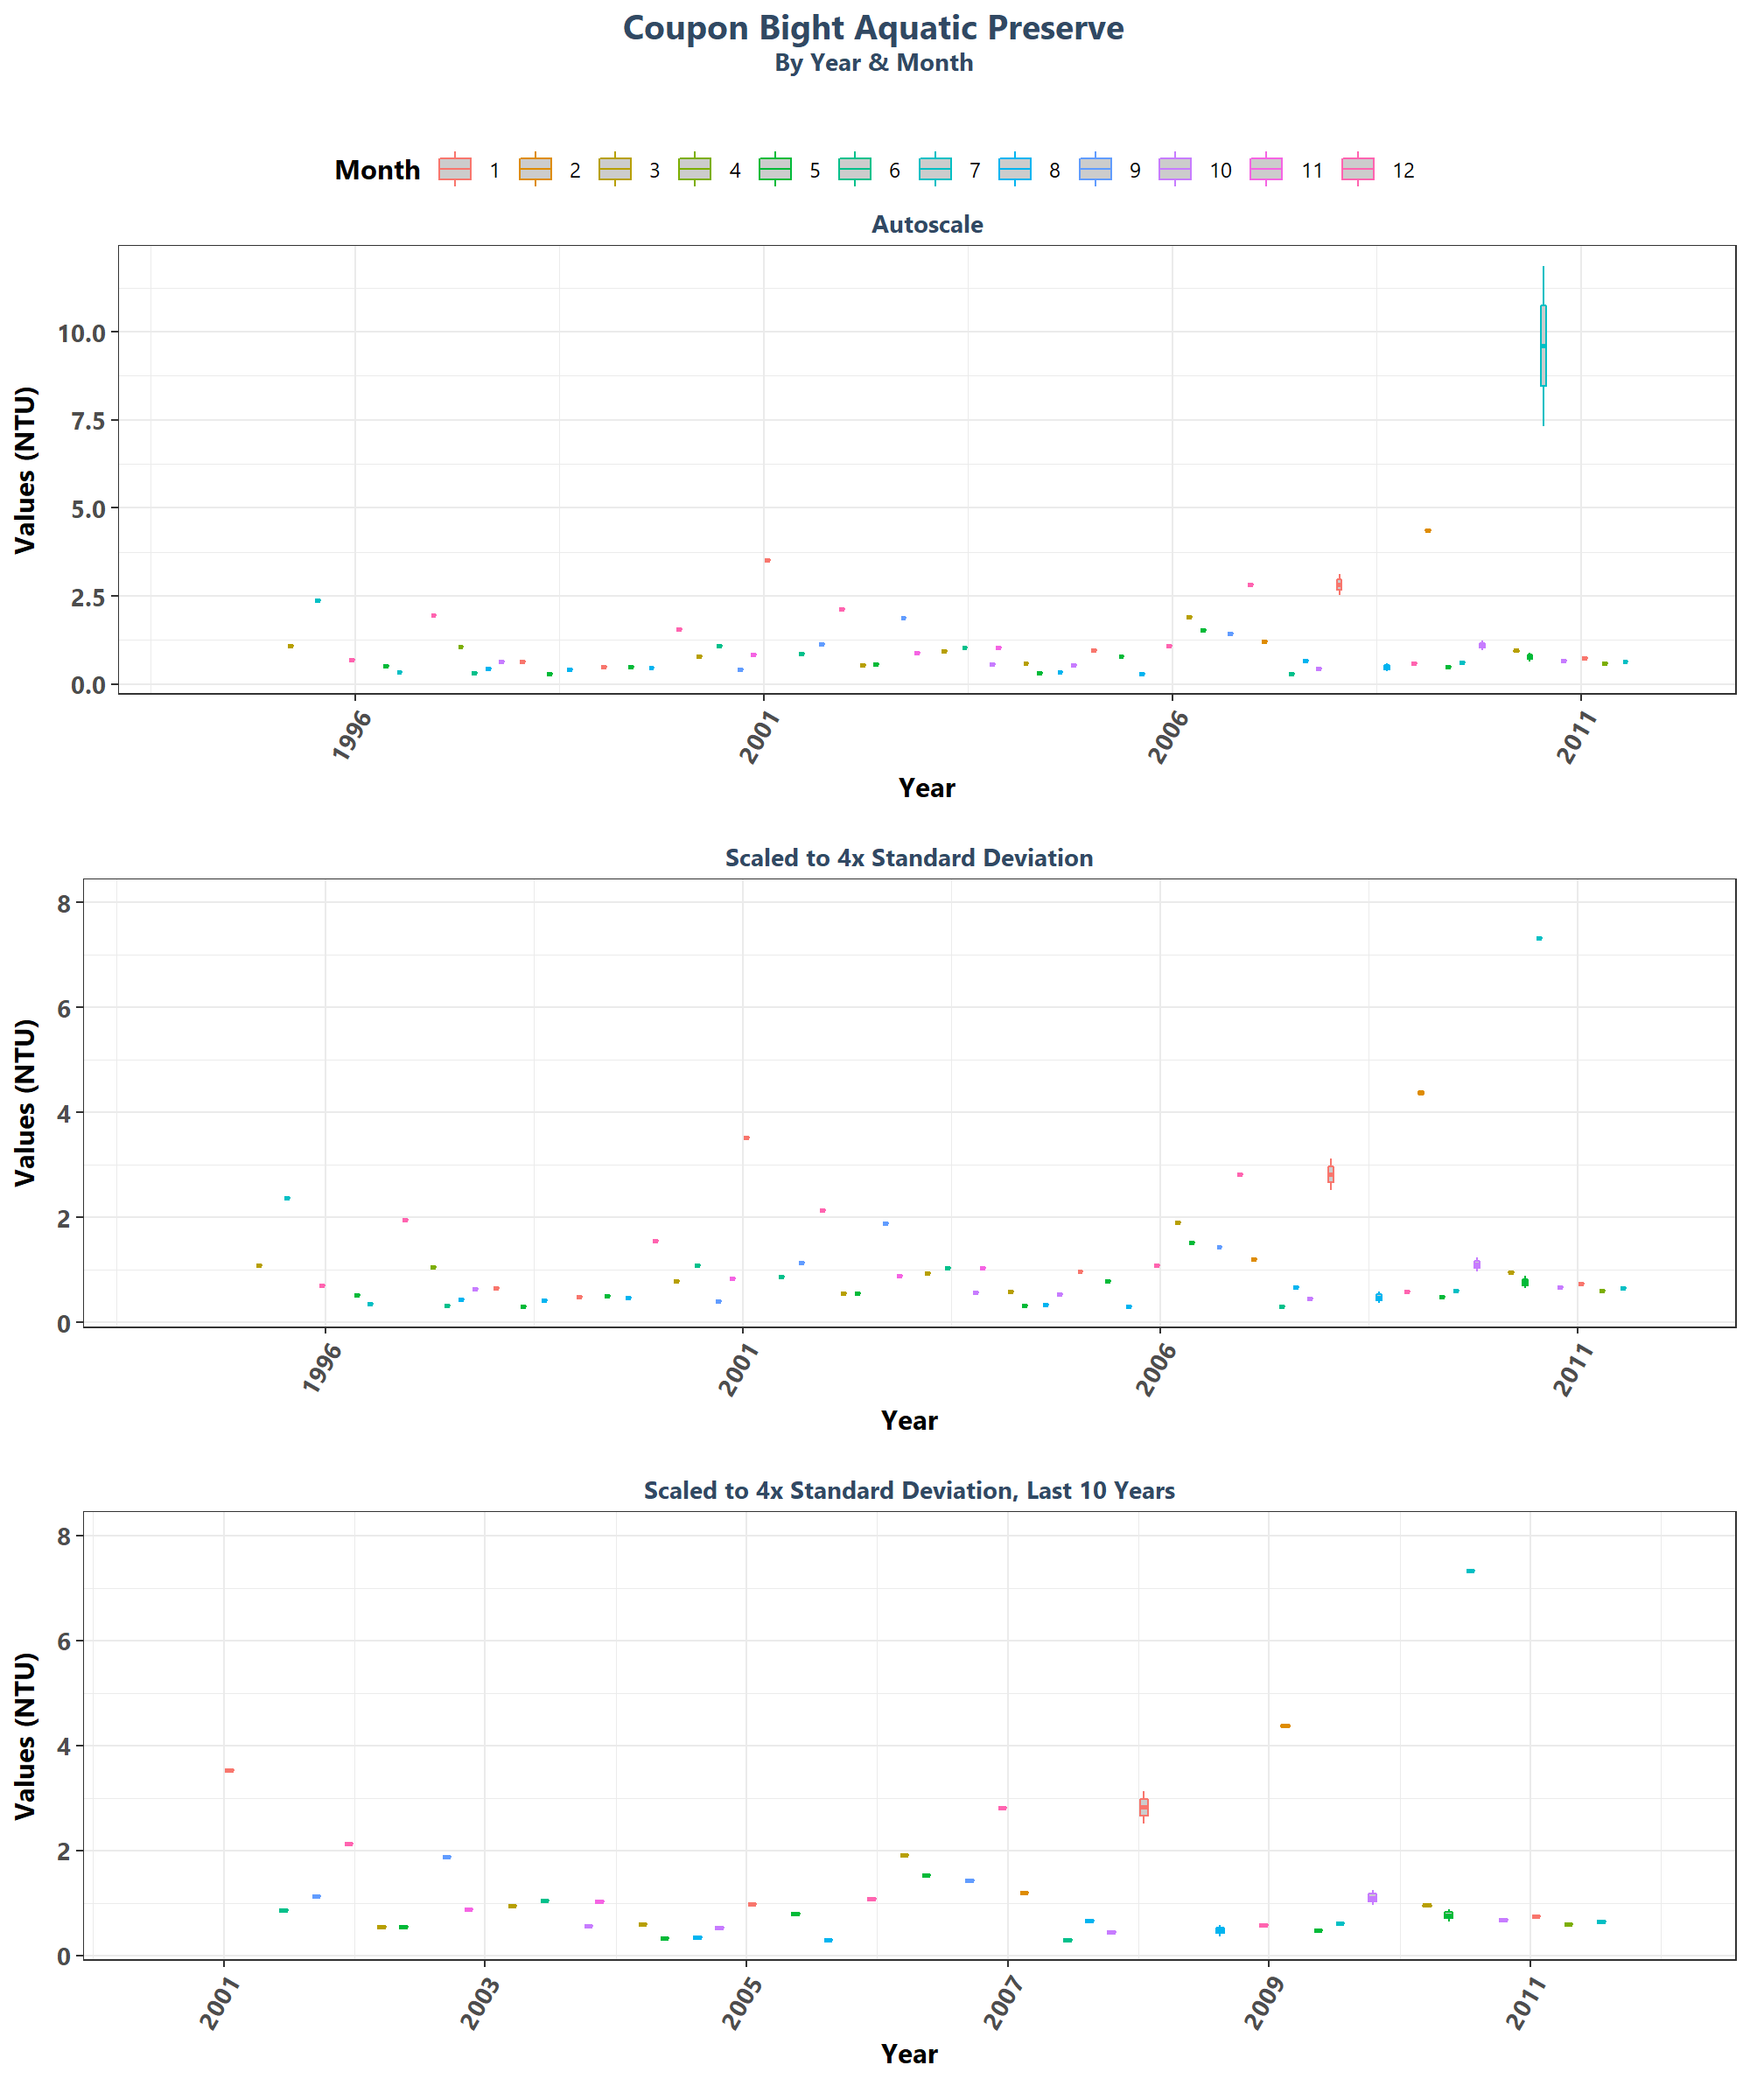 Coupon Bight Aquatic Preserve
By Year & Month
Month 1 2 3 4 5 6 7 8 9 10 11 12
Autoscale
Values (NTU)
10.0
7.5
5.0
2.5
0.0
1996 2001 2006 2011
Year
Scaled to 4x Standard Deviation
Values (NTU)
8
6
4
2
0
1996 2001 2006 2011
Year
Scaled to 4x Standard Deviation, Last 10 Years
Values (NTU)
8
6
4
2
0
2001 2003 2005 2007 2009 2011
Year